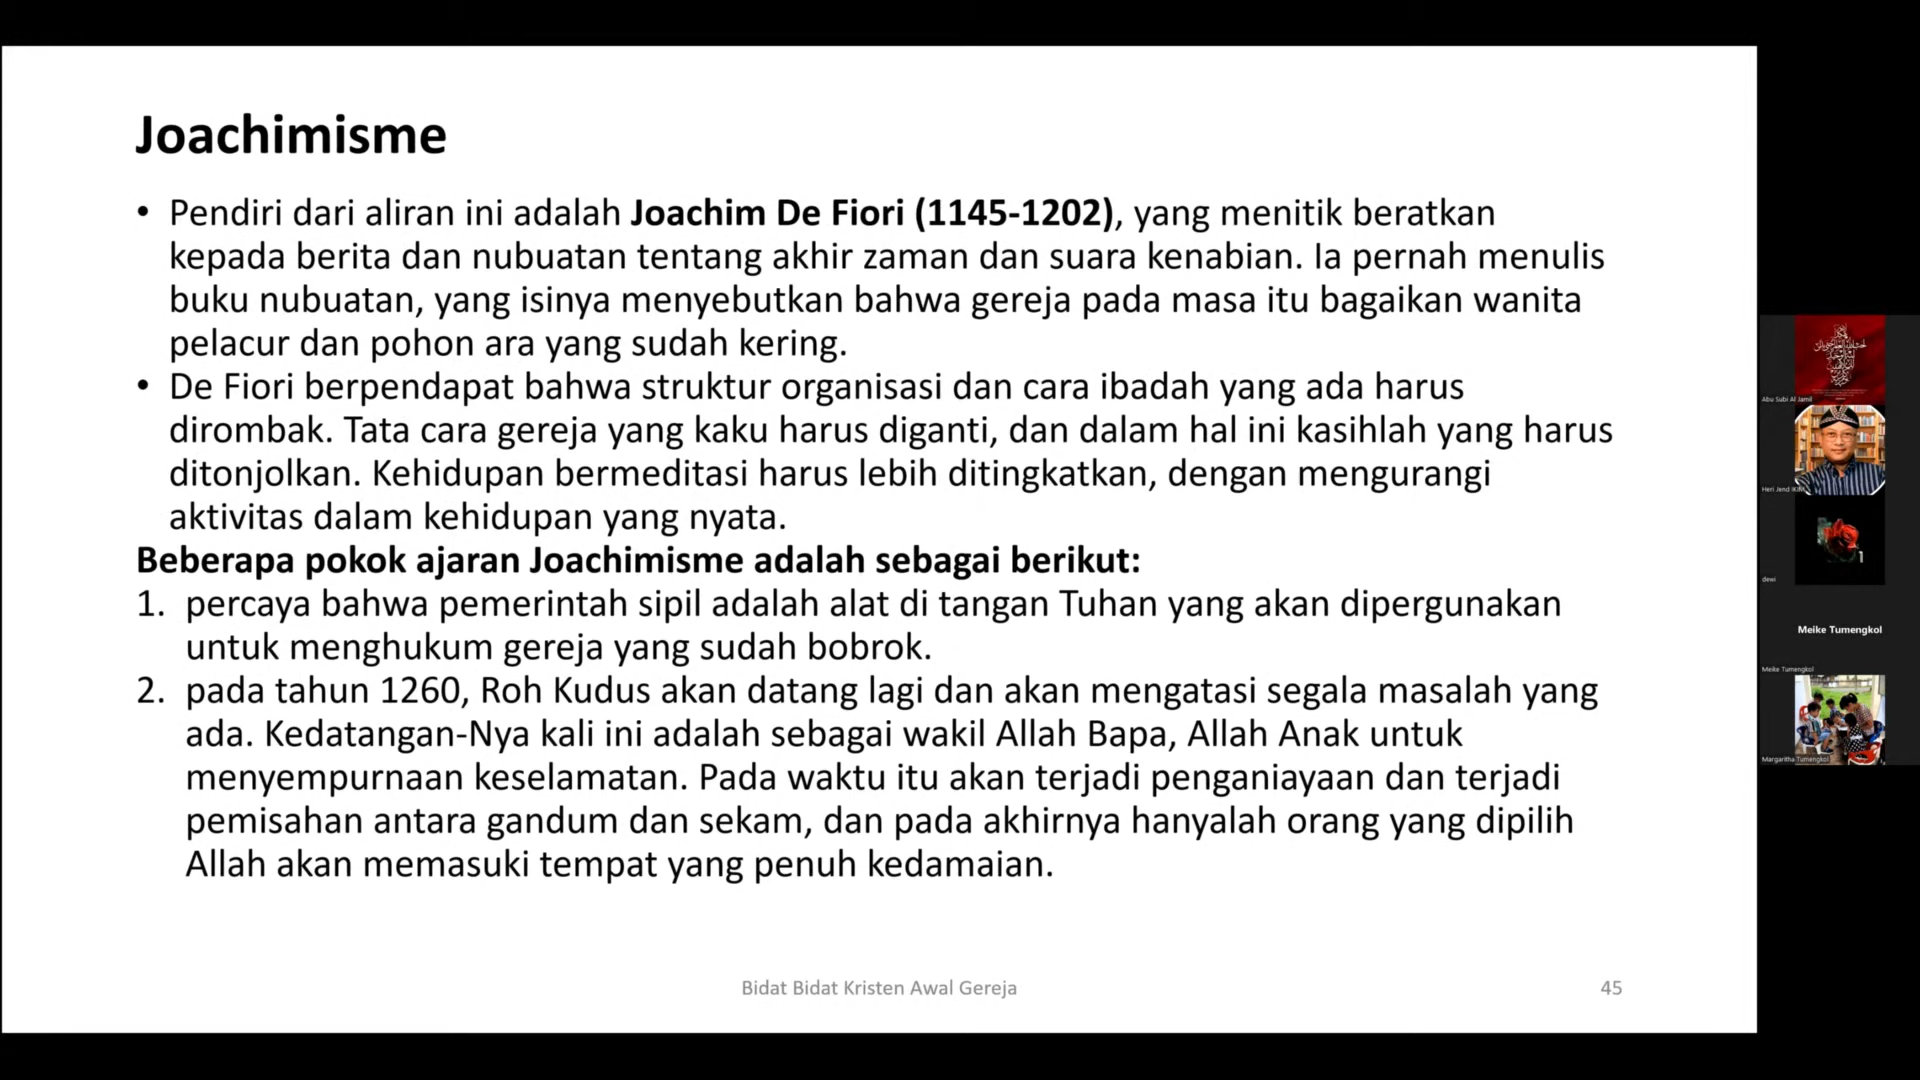 Joachimisme
• Pendiri dari aliran ini adalah Joachim De Fiori (1145-1202), yang menitik beratkan
kepada berita dan nubuatan tentang akhir zaman dan suara kenabian. Ia pernah menulis
buku nubuatan, yang isinya menyebutkan bahwa gereja pada masa itu bagaikan wanita
pelacur dan pohon ara yang sudah kering.
• De Fiori berpendapat bahwa struktur organisasi dan cara ibadah yang ada harus
dirombak. Tata cara gereja yang kaku harus diganti, dan dalam hal ini kasihlah yang harus
ditonjolkan. Kehidupan bermeditasi harus lebih ditingkatkan, dengan mengurangi
aktivitas dalam kehidupan yang nyata.
Beberapa pokok ajaran Joachimisme adalah sebagai berikut:
1. percaya bahwa pemerintah sipil adalah alat di tangan Tuhan yang akan dipergunakan
untuk menghukum gereja yang sudah bobrok.
2. pada tahun 1260, Roh Kudus akan datang lagi dan akan mengatasi segala masalah yang
ada. Kedatangan-Nya kali ini adalah sebagai wakil Allah Bapa, Allah Anak untuk
menyempurnaan keselamatan. Pada waktu itu akan terjadi penganiayaan dan terjadi
pemisahan antara gandum dan sekam, dan pada akhirnya hanyalah orang yang dipilih
Allah akan memasuki tempat yang penuh kedamaian.
Bidat Bidat Kristen Awal Gereja
45
Abu Subi Al Jamil
Heri Jend
dewi
Meike Tumengkol
Meike Tumengkol
Margaritha Tumengkol